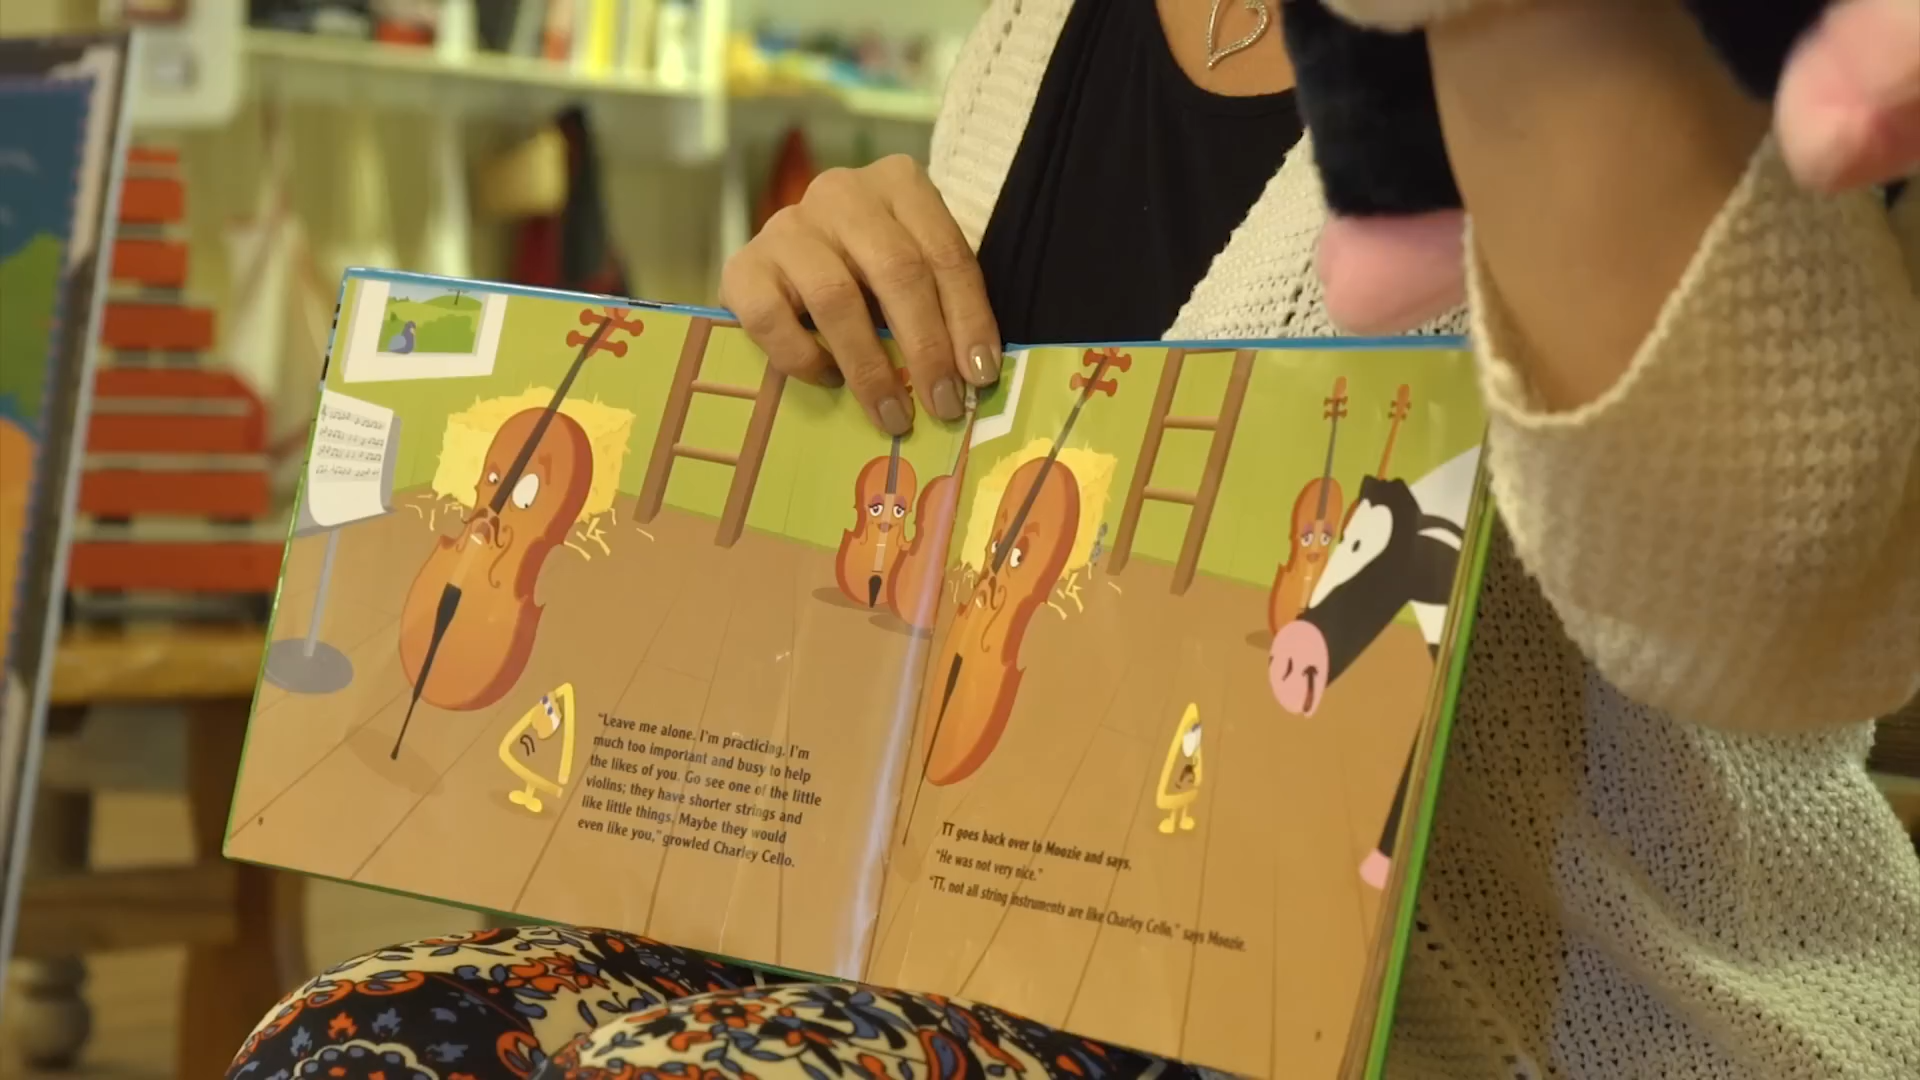 "Leave me alone. I'm practicing. I'm
much too important and busy to help
the likes of you. Go see one of the little
violins; they have shorter strings and
like little things. Maybe they would
even like you," growled Charley Cello.
TT goes back over to Moozie and says,
"He was not very nice."
"TT, not all string instruments are like Charley Cello," says Moozie.